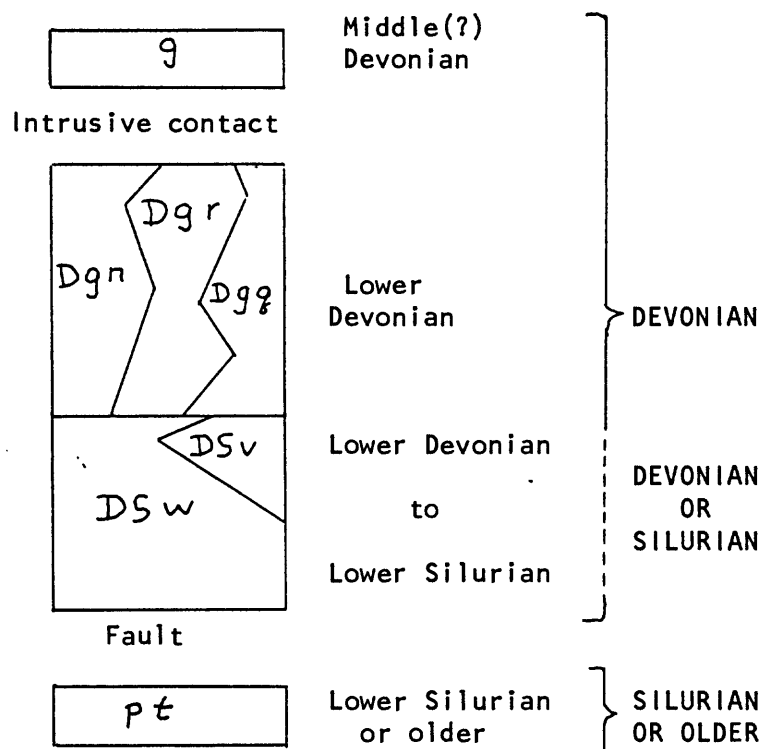 g
Middle(?)
Devonian
Intrusive contact
Dgn
Dgr
Dgq
Lower
Devonian
DEVONIAN
DSv
DSw
Lower Devonian
to
Lower Silurian
DEVONIAN
OR
SILURIAN
Fault
pt
Lower Silurian
or older
SILURIAN
OR OLDER